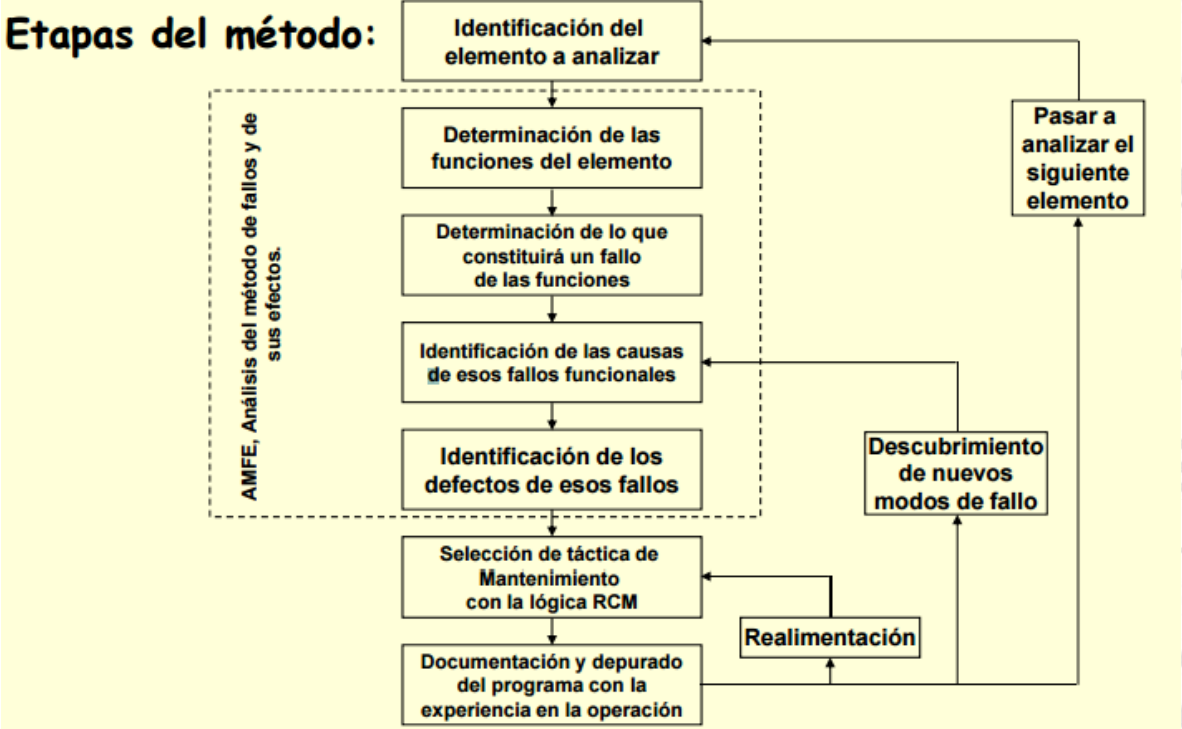 Etapas del método:
Identificación del
elemento a analizar
Pasar a
analizar el
siguiente
elemento
AMFE, Análisis del método de fallos y de
sus efectos.
Determinación de las
funciones del elemento
Determinación de lo que
constituirá un fallo
de las funciones
Identificación de las causas
de esos fallos funcionales
Identificación de los
defectos de esos fallos
Descubrimiento
de nuevos
modos de fallo
Selección de táctica de
Mantenimiento
con la lógica RCM
Realimentación
Documentación y depurado
del programa con la
experiencia en la operación